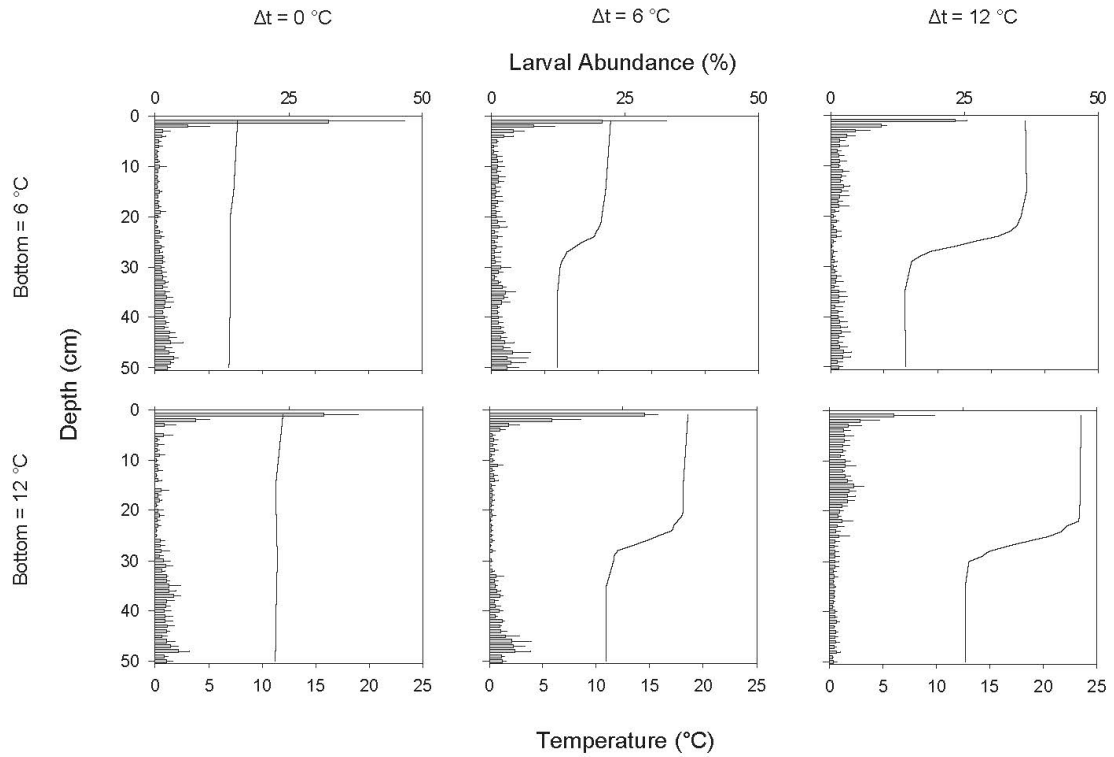 Δt = 0 °C Δt = 6 °C Δt = 12 °C
Larval Abundance (%)
0 25 50 0 25 50 0 25 50
Bottom = 6 °C
0
10
20
30
40
50
Depth (cm)
Bottom = 12 °C
0
10
20
30
40
50
0 5 10 15 20 25 0 5 10 15 20 25 0 5 10 15 20 25
Temperature (°C)